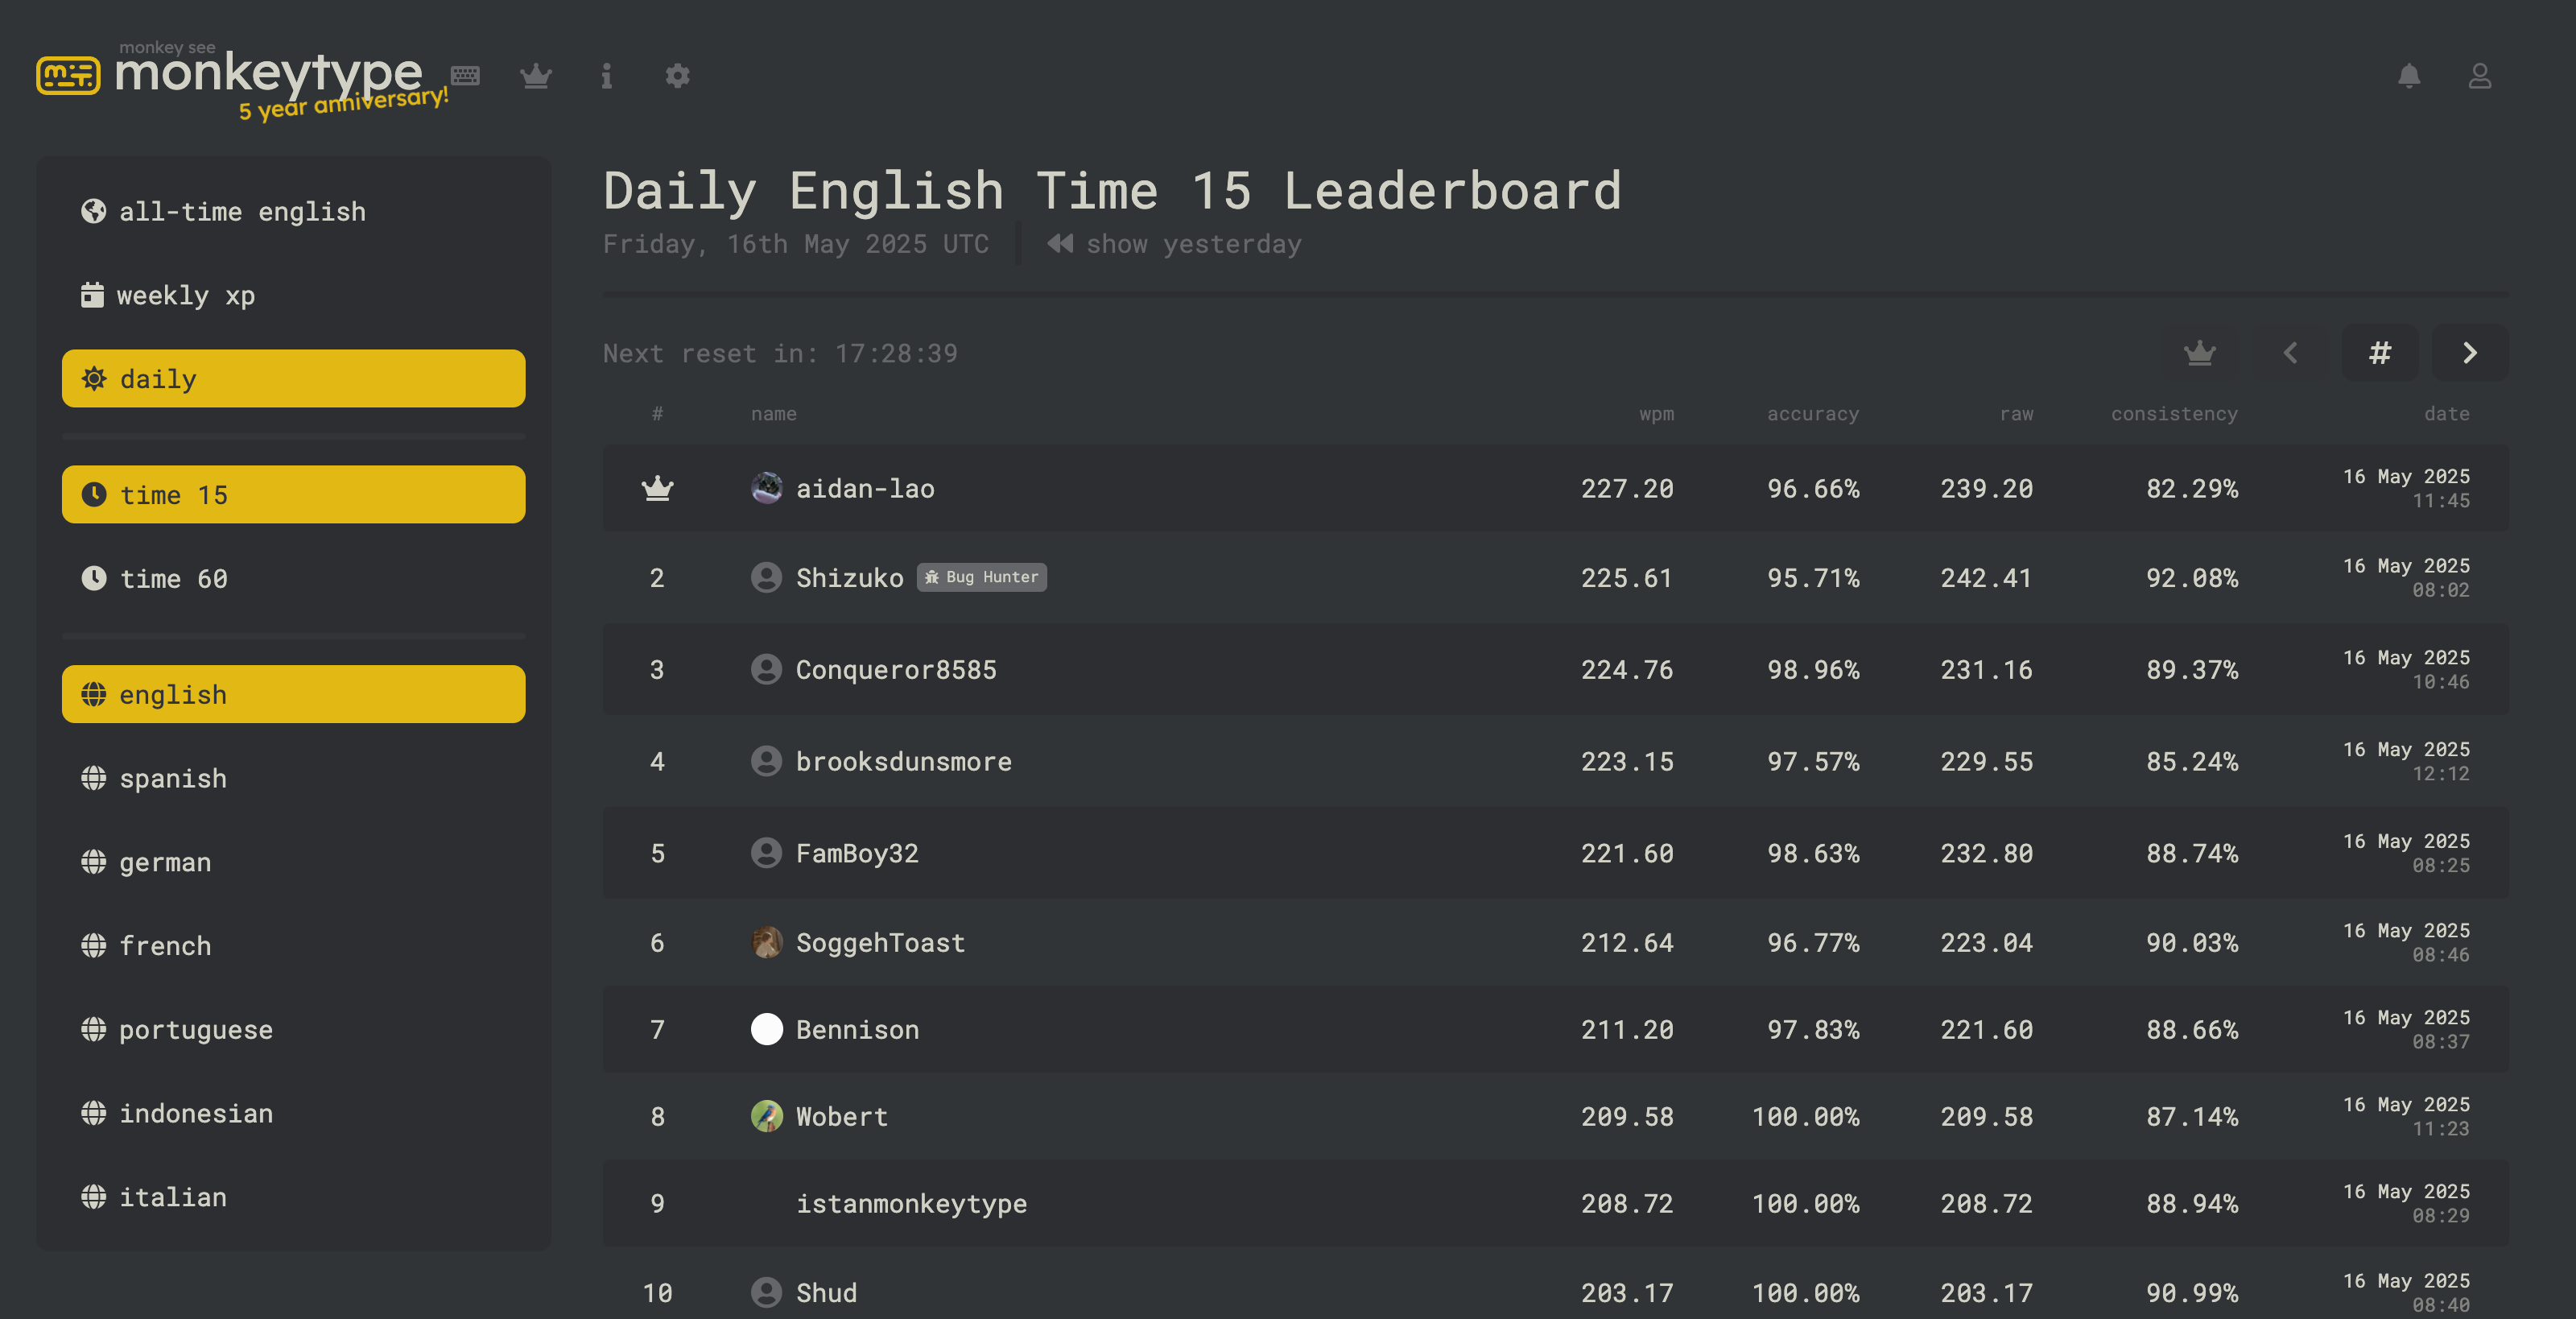 monkey see
monkeytype
5 year anniversary!
all-time english
weekly xp
daily
time 15
time 60
english
spanish
german
french
portuguese
indonesian
italian
Daily English Time 15 Leaderboard
Friday, 16th May 2025 UTC show yesterday
Next reset in: 17:28:39 #
# name wpm accuracy raw consistency date
aidan-lao 227.20 96.66% 239.20 82.29% 16 May 2025
11:45
2 Shizuko Bug Hunter 225.61 95.71% 242.41 92.08% 16 May 2025
08:02
3 Conqueror8585 224.76 98.96% 231.16 89.37% 16 May 2025
10:46
4 brooksdunsmore 223.15 97.57% 229.55 85.24% 16 May 2025
12:12
5 FamBoy32 221.60 98.63% 232.80 88.74% 16 May 2025
08:25
6 SoggehToast 212.64 96.77% 223.04 90.03% 16 May 2025
08:46
7 Bennison 211.20 97.83% 221.60 88.66% 16 May 2025
08:37
8 Wobert 209.58 100.00% 209.58 87.14% 16 May 2025
11:23
9 istanmonkeytype 208.72 100.00% 208.72 88.94% 16 May 2025
08:29
10 Shud 203.17 100.00% 203.17 90.99% 16 May 2025
08:40